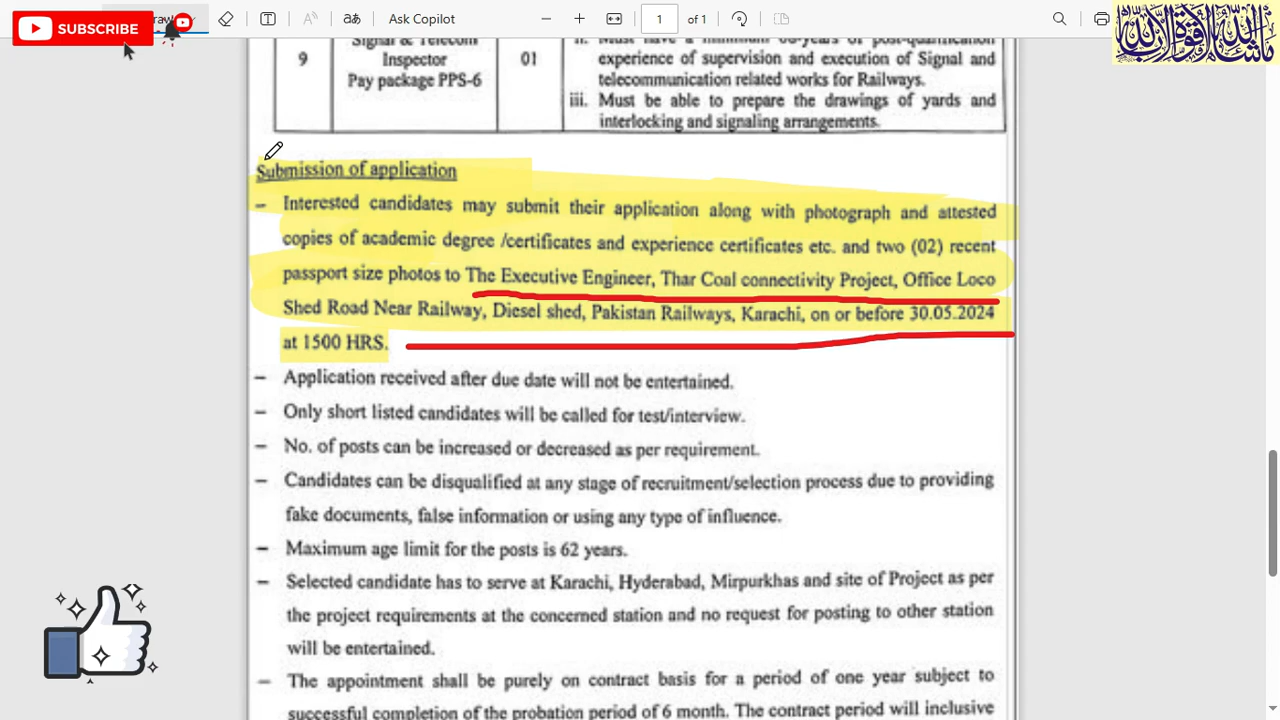 SUBSCRIBE
Ask Copilot
1 of 1
Signal & Telecom
Inspector
Pay package PPS-6
9
01
ii. Must have a minimum 06-years of post-qualification
experience of supervision and execution of Signal and
telecommunication related works for Railways.
iii. Must be able to prepare the drawings of yards and
interlocking and signaling arrangements.
Submission of application
– Interested candidates may submit their application along with photograph and attested
copies of academic degree /certificates and experience certificates etc. and two (02) recent
passport size photos to The Executive Engineer, Thar Coal connectivity Project, Office Loco
Shed Road Near Railway, Diesel shed, Pakistan Railways, Karachi, on or before 30.05.2024
at 1500 HRS.
– Application received after due date will not be entertained.
– Only short listed candidates will be called for test/interview.
– No. of posts can be increased or decreased as per requirement.
– Candidates can be disqualified at any stage of recruitment/selection process due to providing
fake documents, false information or using any type of influence.
– Maximum age limit for the posts is 62 years.
– Selected candidate has to serve at Karachi, Hyderabad, Mirpurkhas and site of Project as per
the project requirements at the concerned station and no request for posting to other station
will be entertained.
– The appointment shall be purely on contract basis for a period of one year subject to
successful completion of the probation period of 6 month. The contract period will inclusive